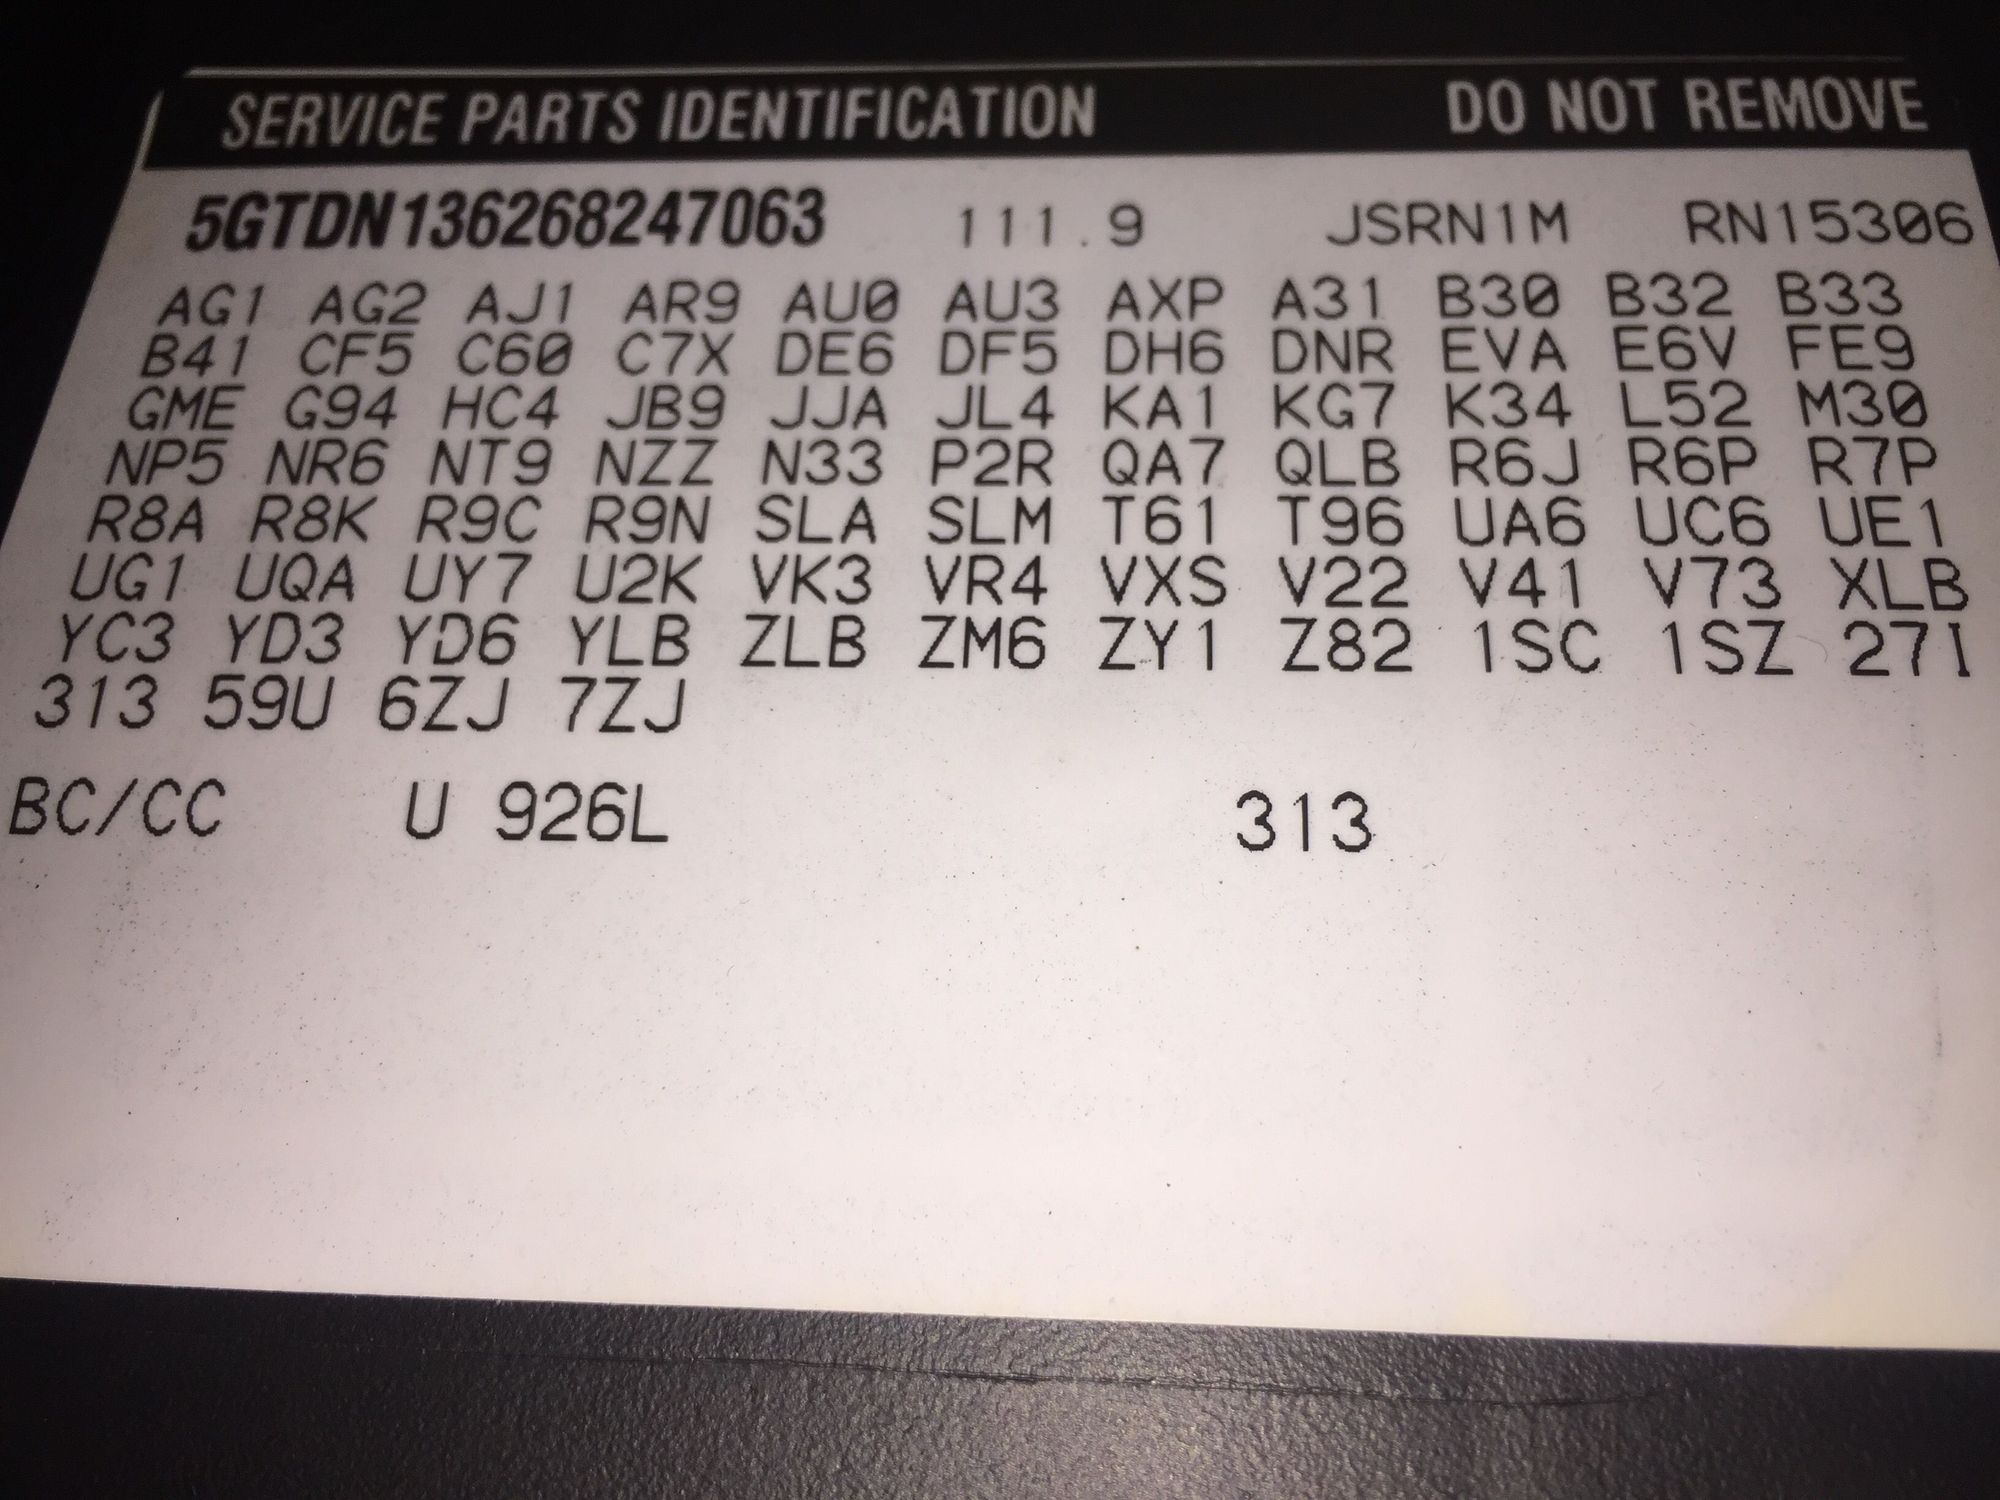 SERVICE PARTS IDENTIFICATION DO NOT REMOVE
5GTDN136268247063 111.9 JSRN1M RN15306
AG1 AG2 AJ1 AR9 AU0 AU3 AXP A31 B30 B32 B33
B41 CF5 C60 C7X DE6 DF5 DH6 DNR EVA E6V FE9
GME G94 HC4 JB9 JJA JL4 KA1 KG7 K34 L52 M30
NP5 NR6 NT9 NZZ N33 P2R QA7 QLB R6J R6P R7P
R8A R8K R9C R9N SLA SLM T61 T96 UA6 UC6 UE1
UG1 UQA UY7 U2K VK3 VR4 VXS V22 V41 V73 XLB
YC3 YD3 YD6 YLB ZLB ZM6 ZY1 Z82 1SC 1SZ 27I
313 59U 6ZJ 7ZJ
BC/CC U 926L 313